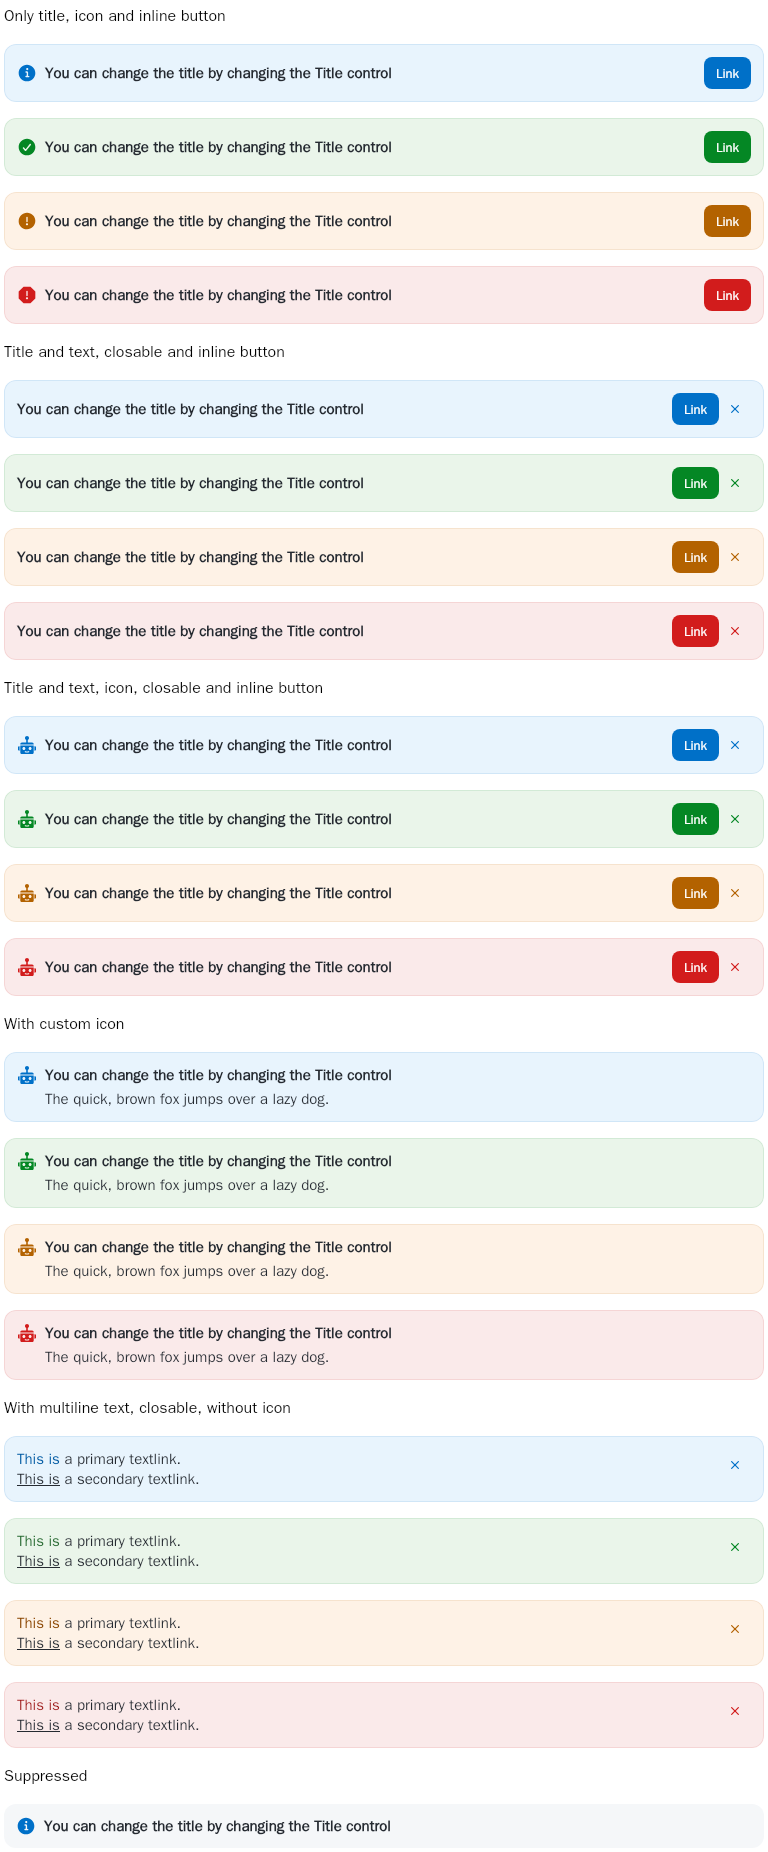 Only title, icon and inline button
You can change the title by changing the Title control Link
You can change the title by changing the Title control Link
You can change the title by changing the Title control Link
You can change the title by changing the Title control Link
Title and text, closable and inline button
You can change the title by changing the Title control Link
You can change the title by changing the Title control Link
You can change the title by changing the Title control Link
You can change the title by changing the Title control Link
Title and text, icon, closable and inline button
You can change the title by changing the Title control Link
You can change the title by changing the Title control Link
You can change the title by changing the Title control Link
You can change the title by changing the Title control Link
With custom icon
You can change the title by changing the Title control
The quick, brown fox jumps over a lazy dog.
You can change the title by changing the Title control
The quick, brown fox jumps over a lazy dog.
You can change the title by changing the Title control
The quick, brown fox jumps over a lazy dog.
You can change the title by changing the Title control
The quick, brown fox jumps over a lazy dog.
With multiline text, closable, without icon
This is a primary textlink.
This is a secondary textlink.
This is a primary textlink.
This is a secondary textlink.
This is a primary textlink.
This is a secondary textlink.
This is a primary textlink.
This is a secondary textlink.
Suppressed
You can change the title by changing the Title control